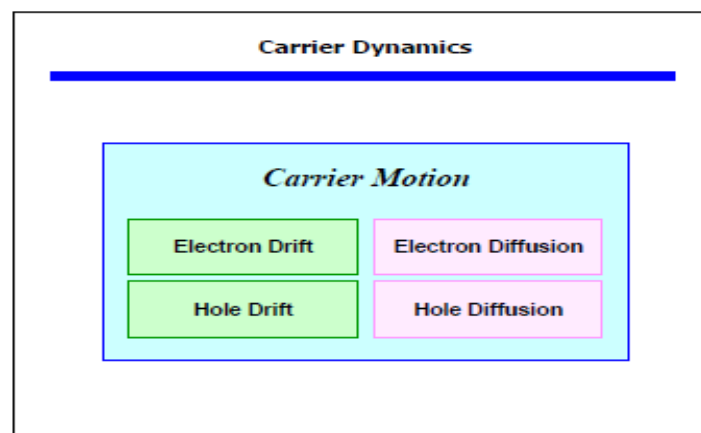 Carrier Dynamics
Carrier Motion
Electron Drift
Electron Diffusion
Hole Drift
Hole Diffusion